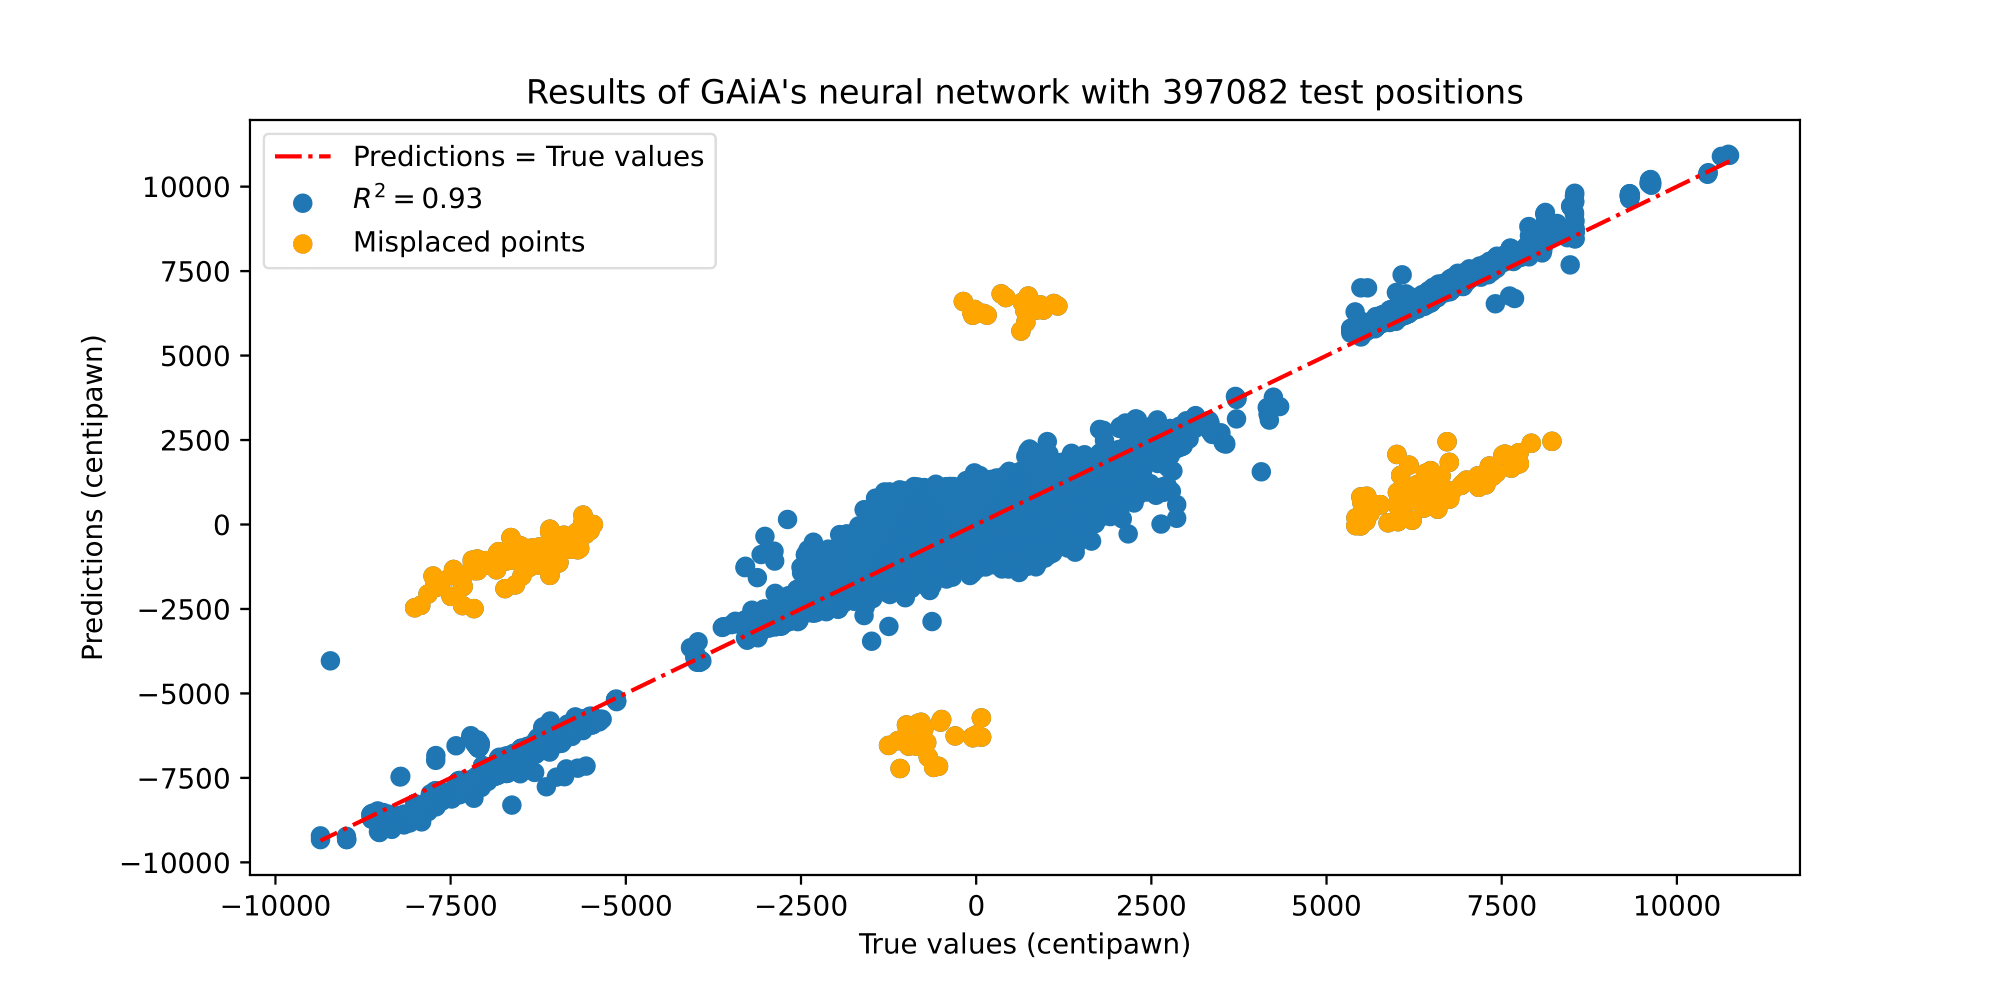 Results of GAiA's neural network with 397082 test positions
Predictions = True values
R² = 0.93
Misplaced points
Predictions (centipawn)
10000
7500
5000
2500
0
−2500
−5000
−7500
−10000
−10000 −7500 −5000 −2500 0 2500 5000 7500 10000
True values (centipawn)